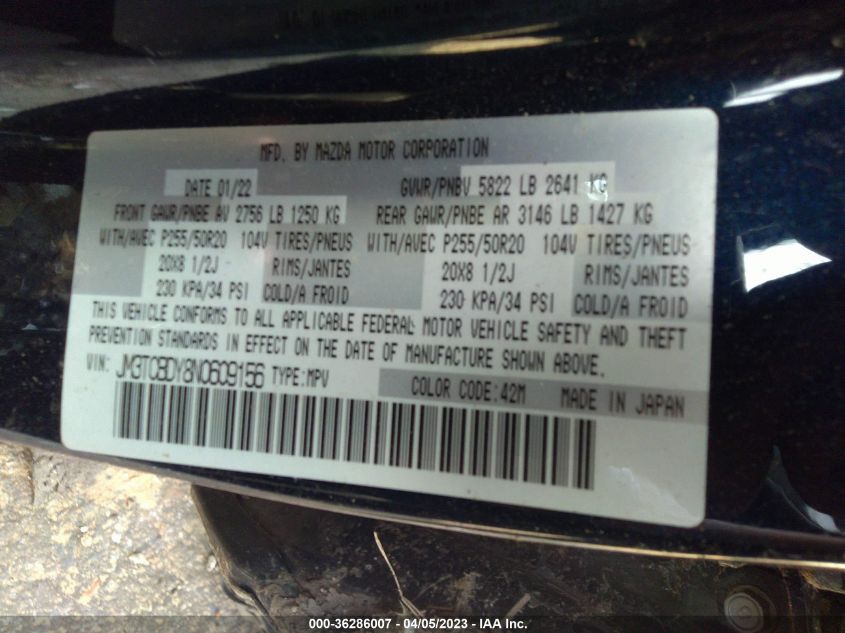 MFD. BY MAZDA MOTOR CORPORATION
DATE 01/22 GVWR/PNBV 5822 LB 2641 KG
FRONT GAWR/PNBE AV 2756 LB 1250 KG REAR GAWR/PNBE AR 3146 LB 1427 KG
WITH/AVEC P255/50R20 104V TIRES/PNEUS WITH/AVEC P255/50R20 104V TIRES/PNEUS
20X8 1/2J RIMS/JANTES 20X8 1/2J RIMS/JANTES
230 KPA/34 PSI COLD/A FROID 230 KPA/34 PSI COLD/A FROID
THIS VEHICLE CONFORMS TO ALL APPLICABLE FEDERAL MOTOR VEHICLE SAFETY AND THEFT
PREVENTION STANDARDS IN EFFECT ON THE DATE OF MANUFACTURE SHOWN ABOVE.
VIN: JM3TCBDY8N0609156 TYPE:MPV COLOR CODE:42M MADE IN JAPAN
000-36286007 - 04/05/2023 - IAA Inc.